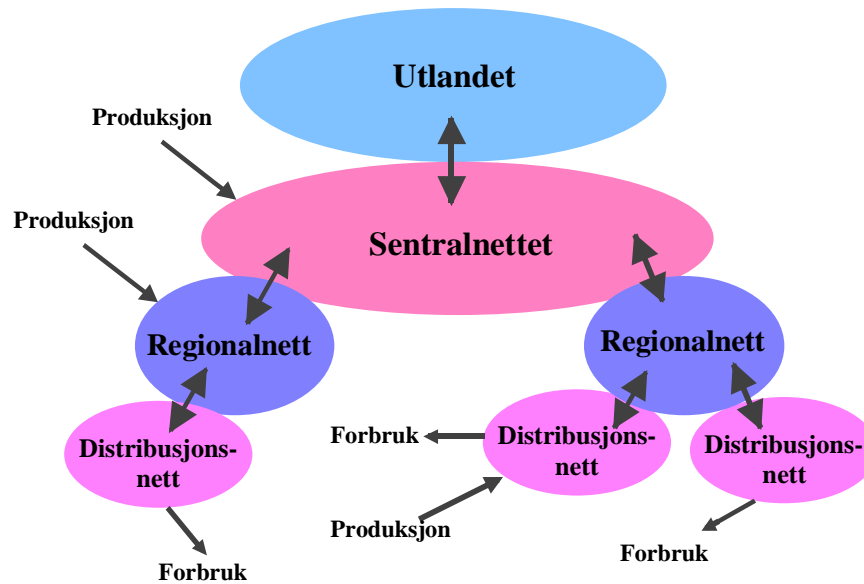 Utlandet
Produksjon
Produksjon
Sentralnettet
Regionalnett
Regionalnett
Distribusjons-
nett
Forbruk
Distribusjons-
nett
Distribusjons-
nett
Produksjon
Forbruk
Forbruk